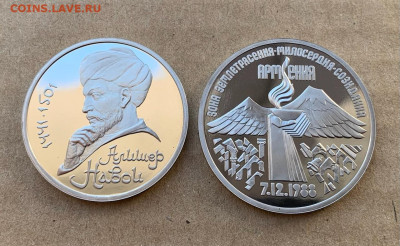 COINS.LAVE.RU
1441-1501
Алишер
Навои
ЗОНА ЗЕМЛЕТРЯСЕНИЯ·МИЛОСЕРДИЯ·СОЗИДАНИЯ
АРМЕНИЯ
7.12.1988